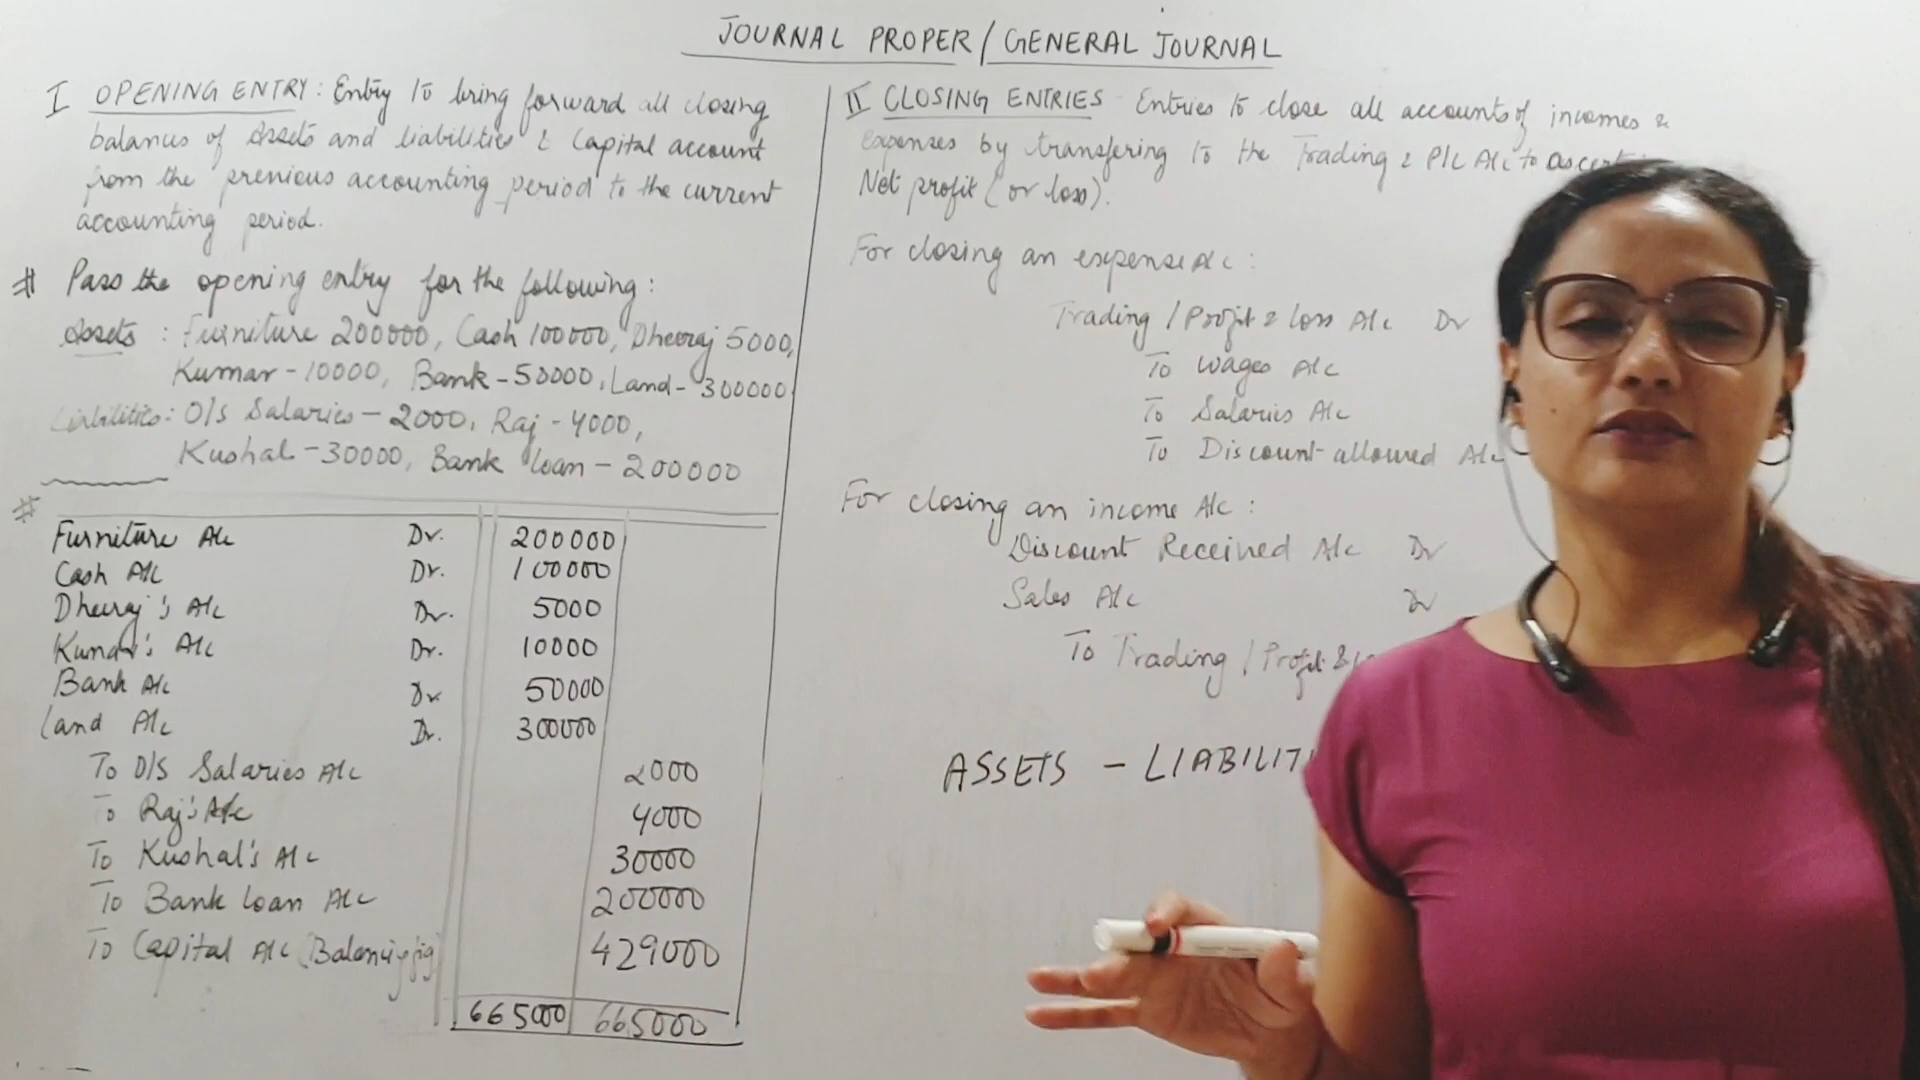 JOURNAL PROPER / GENERAL JOURNAL
I OPENING ENTRY: Entry to bring forward all closing
balances of Assets and liabilities & Capital account
from the previous accounting period to the current
accounting period.
# Pass the opening entry for the following:
Assets: Furniture 200000, Cash 100000, Dheeraj 5000,
Kumar-10000, Bank-50000, Land-300000
Liabilities: O/S Salaries-2000, Raj-4000,
Kushal-30000, Bank loan-200000
#
Furniture A/c Dr. 200000
Cash A/c Dr. 100000
Dheeraj's A/c Dr. 5000
Kumar's A/c Dr. 10000
Bank A/c Dr 50000
Land A/c Dr. 300000
To O/S Salaries A/c 2000
To Raj's A/c 4000
To Kushal's A/c 30000
To Bank loan A/c 200000
To Capital A/c (Balancing fig) 429000
665000 665000
II CLOSING ENTRIES - Entries to close all accounts of incomes &
expenses by transfering to the Trading & P/L A/c to
Net profit (or loss).
For closing an expense A/c:
Trading / Profit & loss A/c Dr
To Wages A/c
To Salaries A/c
To Discount allowed A/c
For closing an income A/c:
Discount Received A/c Dr
Sales A/c Dr
To Trading / Profit &
ASSETS - LIABILITI